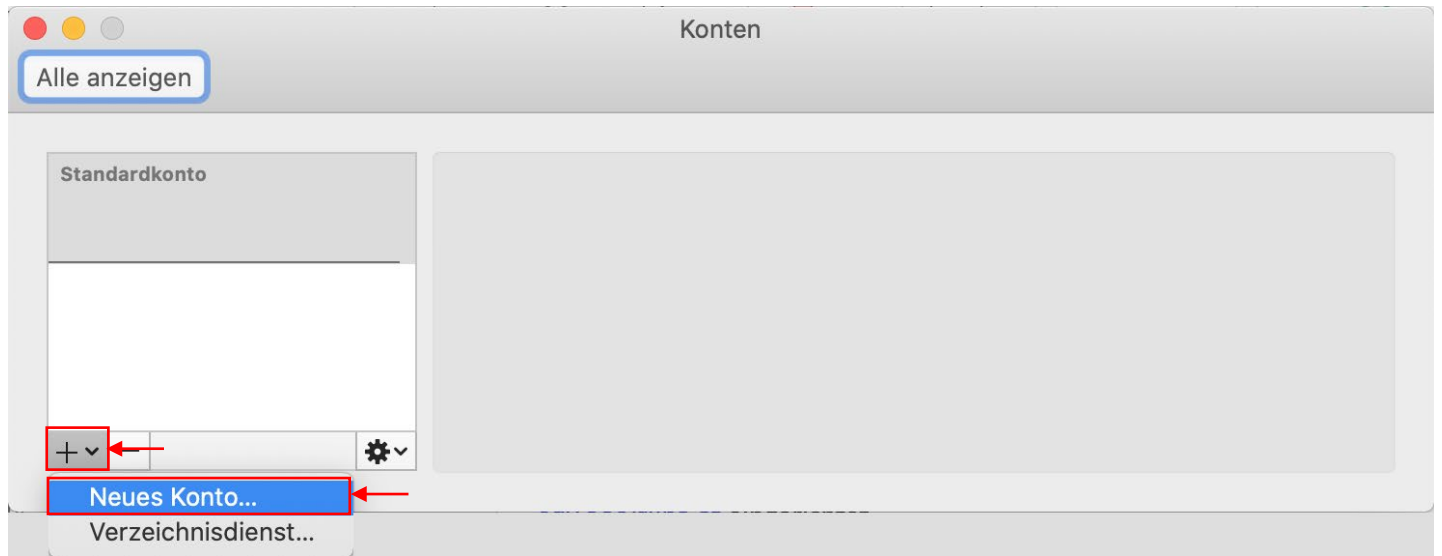 Konten
Alle anzeigen
Standardkonto
Neues Konto...
Verzeichnisdienst...